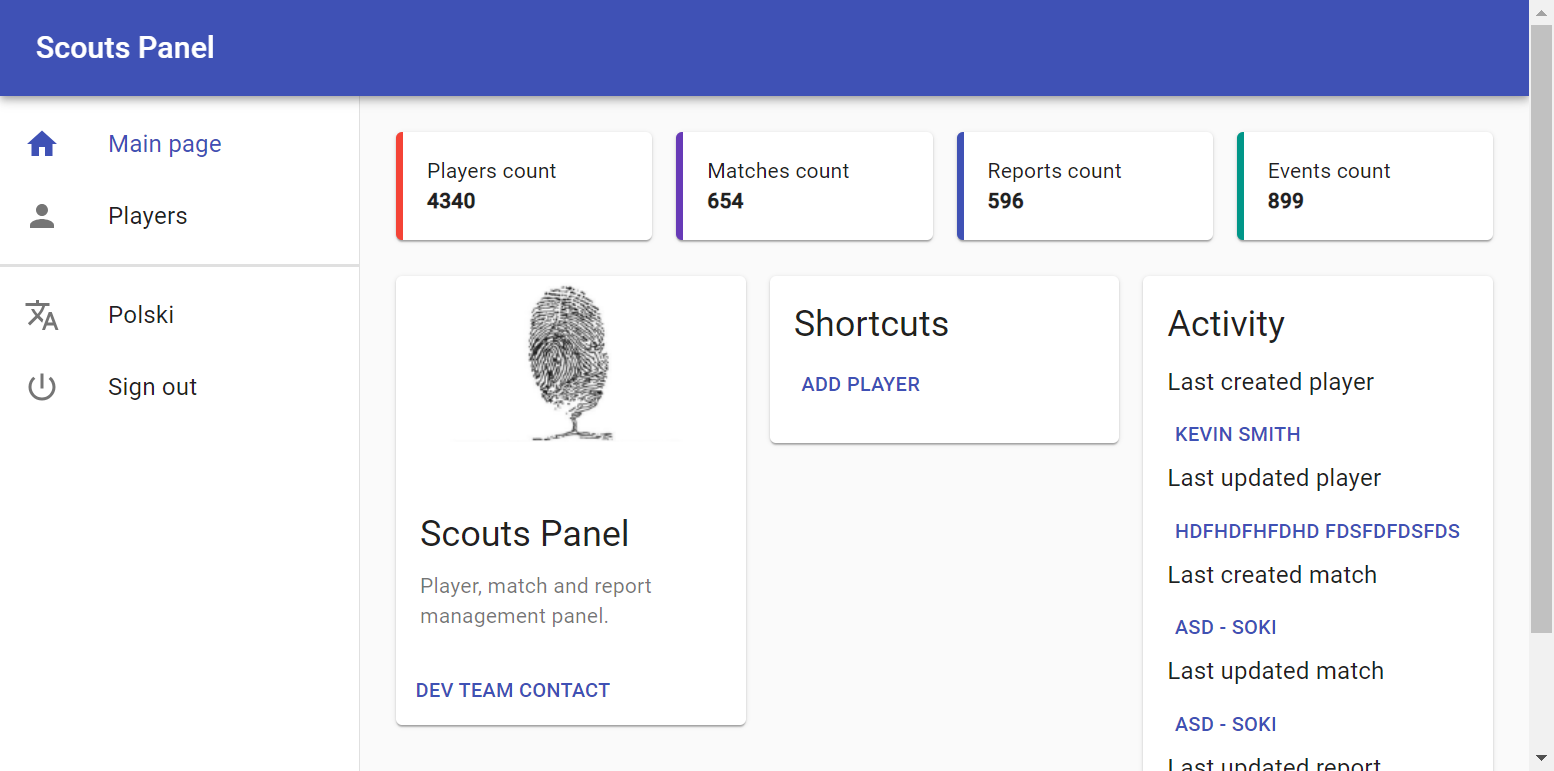 Scouts Panel
Main page
Players
Polski
Sign out
Players count
4340
Matches count
654
Reports count
596
Events count
899
Scouts Panel
Player, match and report
management panel.
DEV TEAM CONTACT
Shortcuts
ADD PLAYER
Activity
Last created player
KEVIN SMITH
Last updated player
HDFHDFHFDHD FDSFDFDSFDS
Last created match
ASD - SOKI
Last updated match
ASD - SOKI
Last updated report